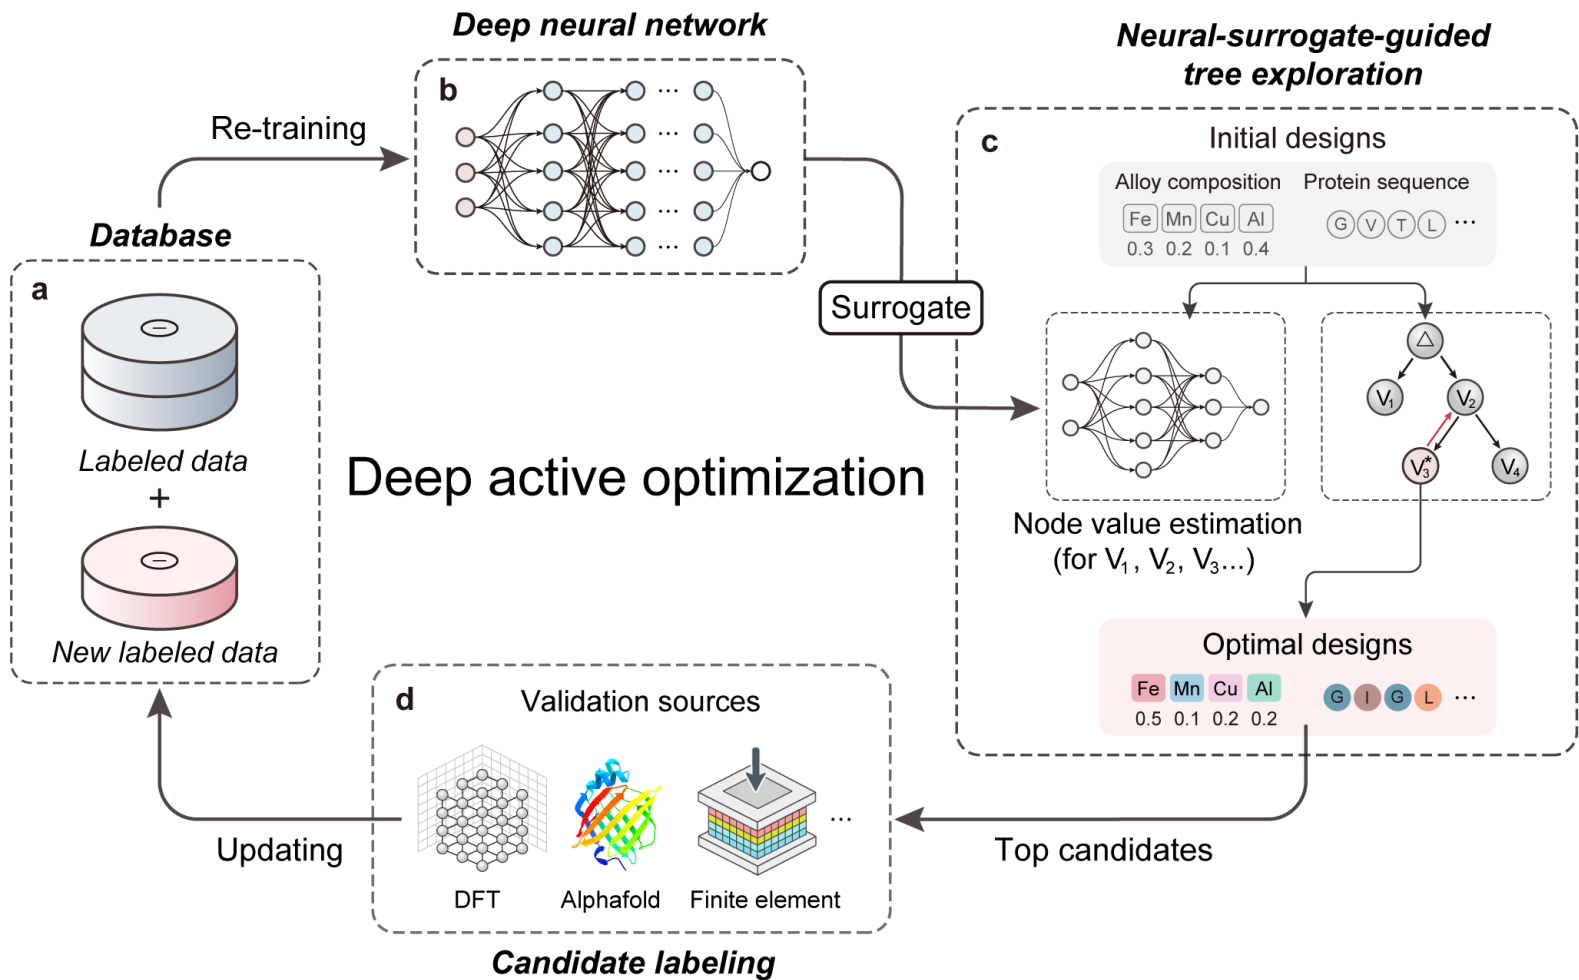 Deep neural network
Neural-surrogate-guided
tree exploration
b
Re-training
c
Initial designs
Alloy composition
Protein sequence
Fe Mn Cu Al
G V T L ...
0.3 0.2 0.1 0.4
Database
a
Surrogate
△
V1 V2
V3* V4
Labeled data
+
New labeled data
Deep active optimization
Node value estimation
(for V1, V2, V3...)
Optimal designs
Fe Mn Cu Al
G I G L ...
0.5 0.1 0.2 0.2
d
Validation sources
...
Updating
Top candidates
DFT
Alphafold
Finite element
Candidate labeling